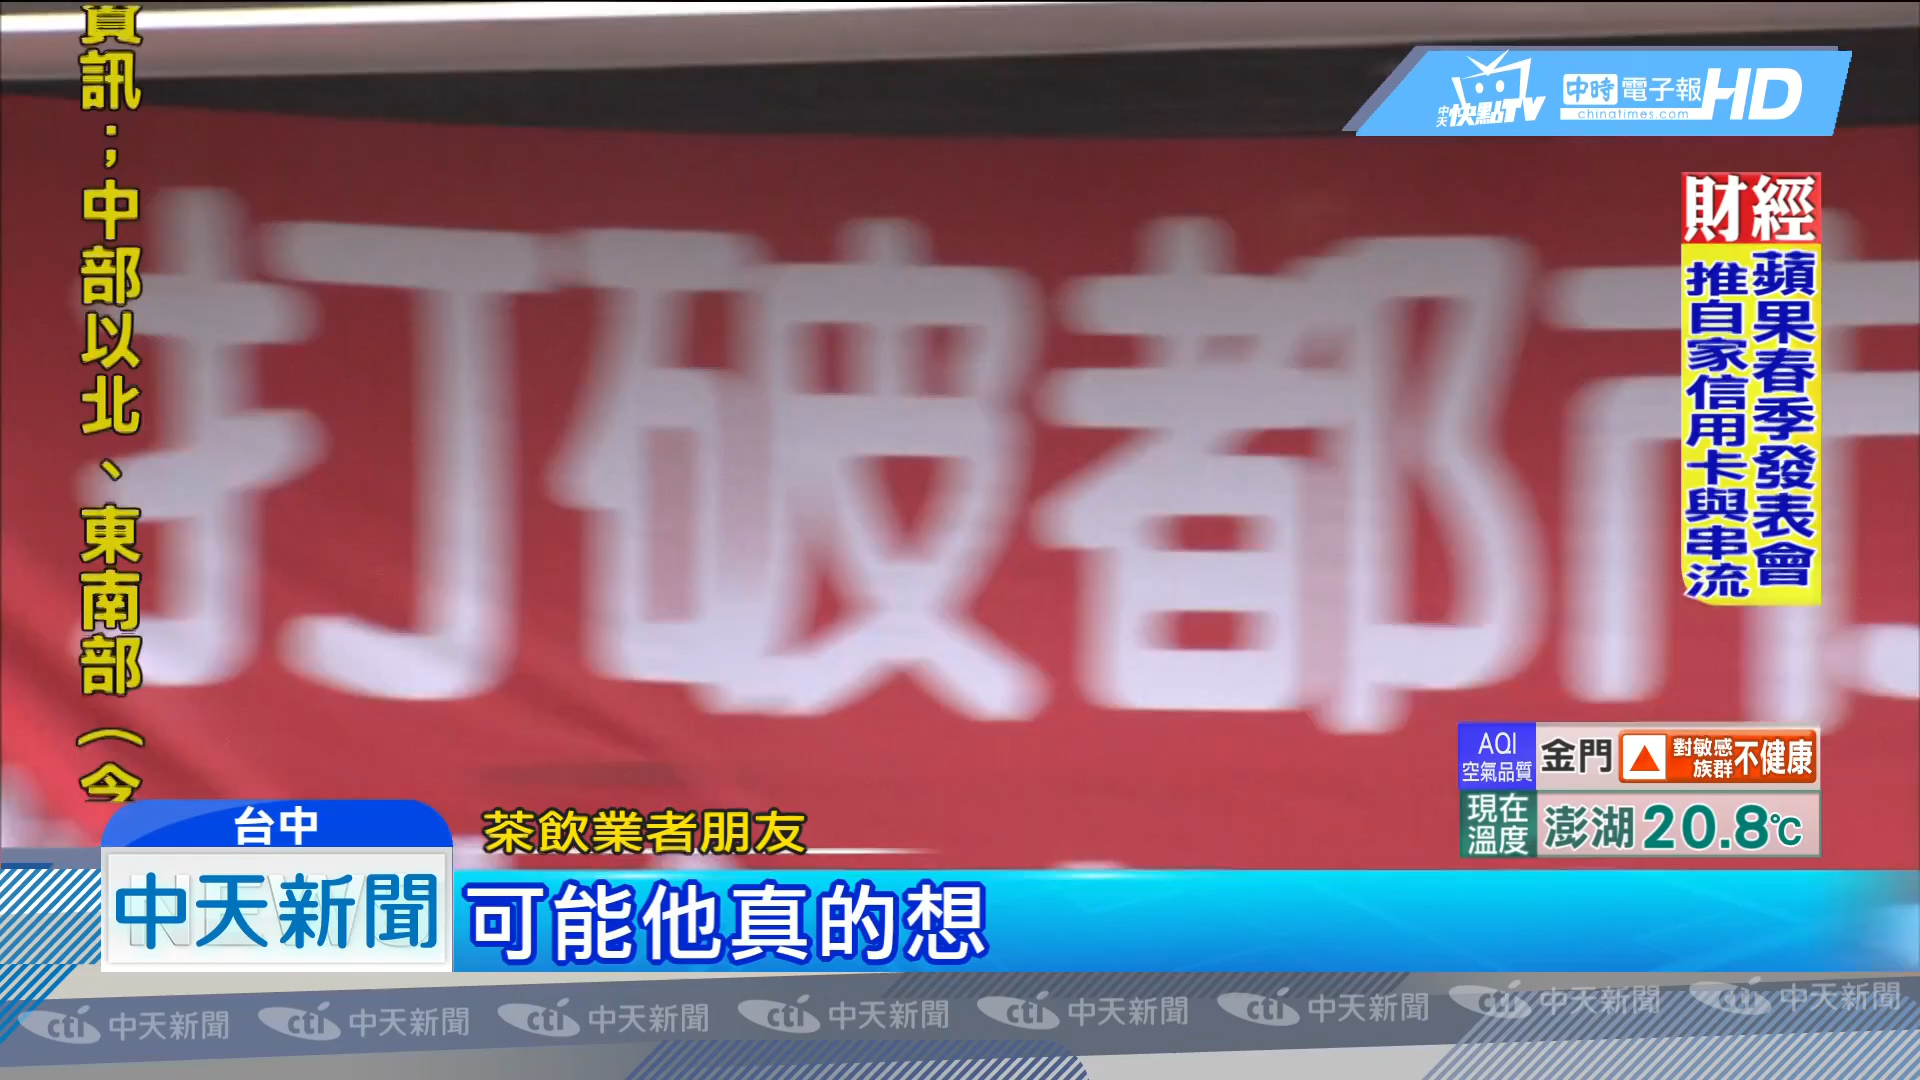 資訊；中部以北、東南部（今
中天
快點TV
中時電子報
chinatimes.com
HD
財經
蘋果春季發表會
推自家信用卡與串流
打破都市
AQI
空氣品質
金門
對敏感
族群
不健康
現在
溫度
澎湖20.8℃
台中
茶飲業者朋友
NEWS
中天新聞
可能他真的想
cti 中天新聞 cti 中天新聞 cti 中天新聞 cti 中天新聞 cti 中天新聞 cti 中天新聞 cti 中天新聞 cti 中天新聞